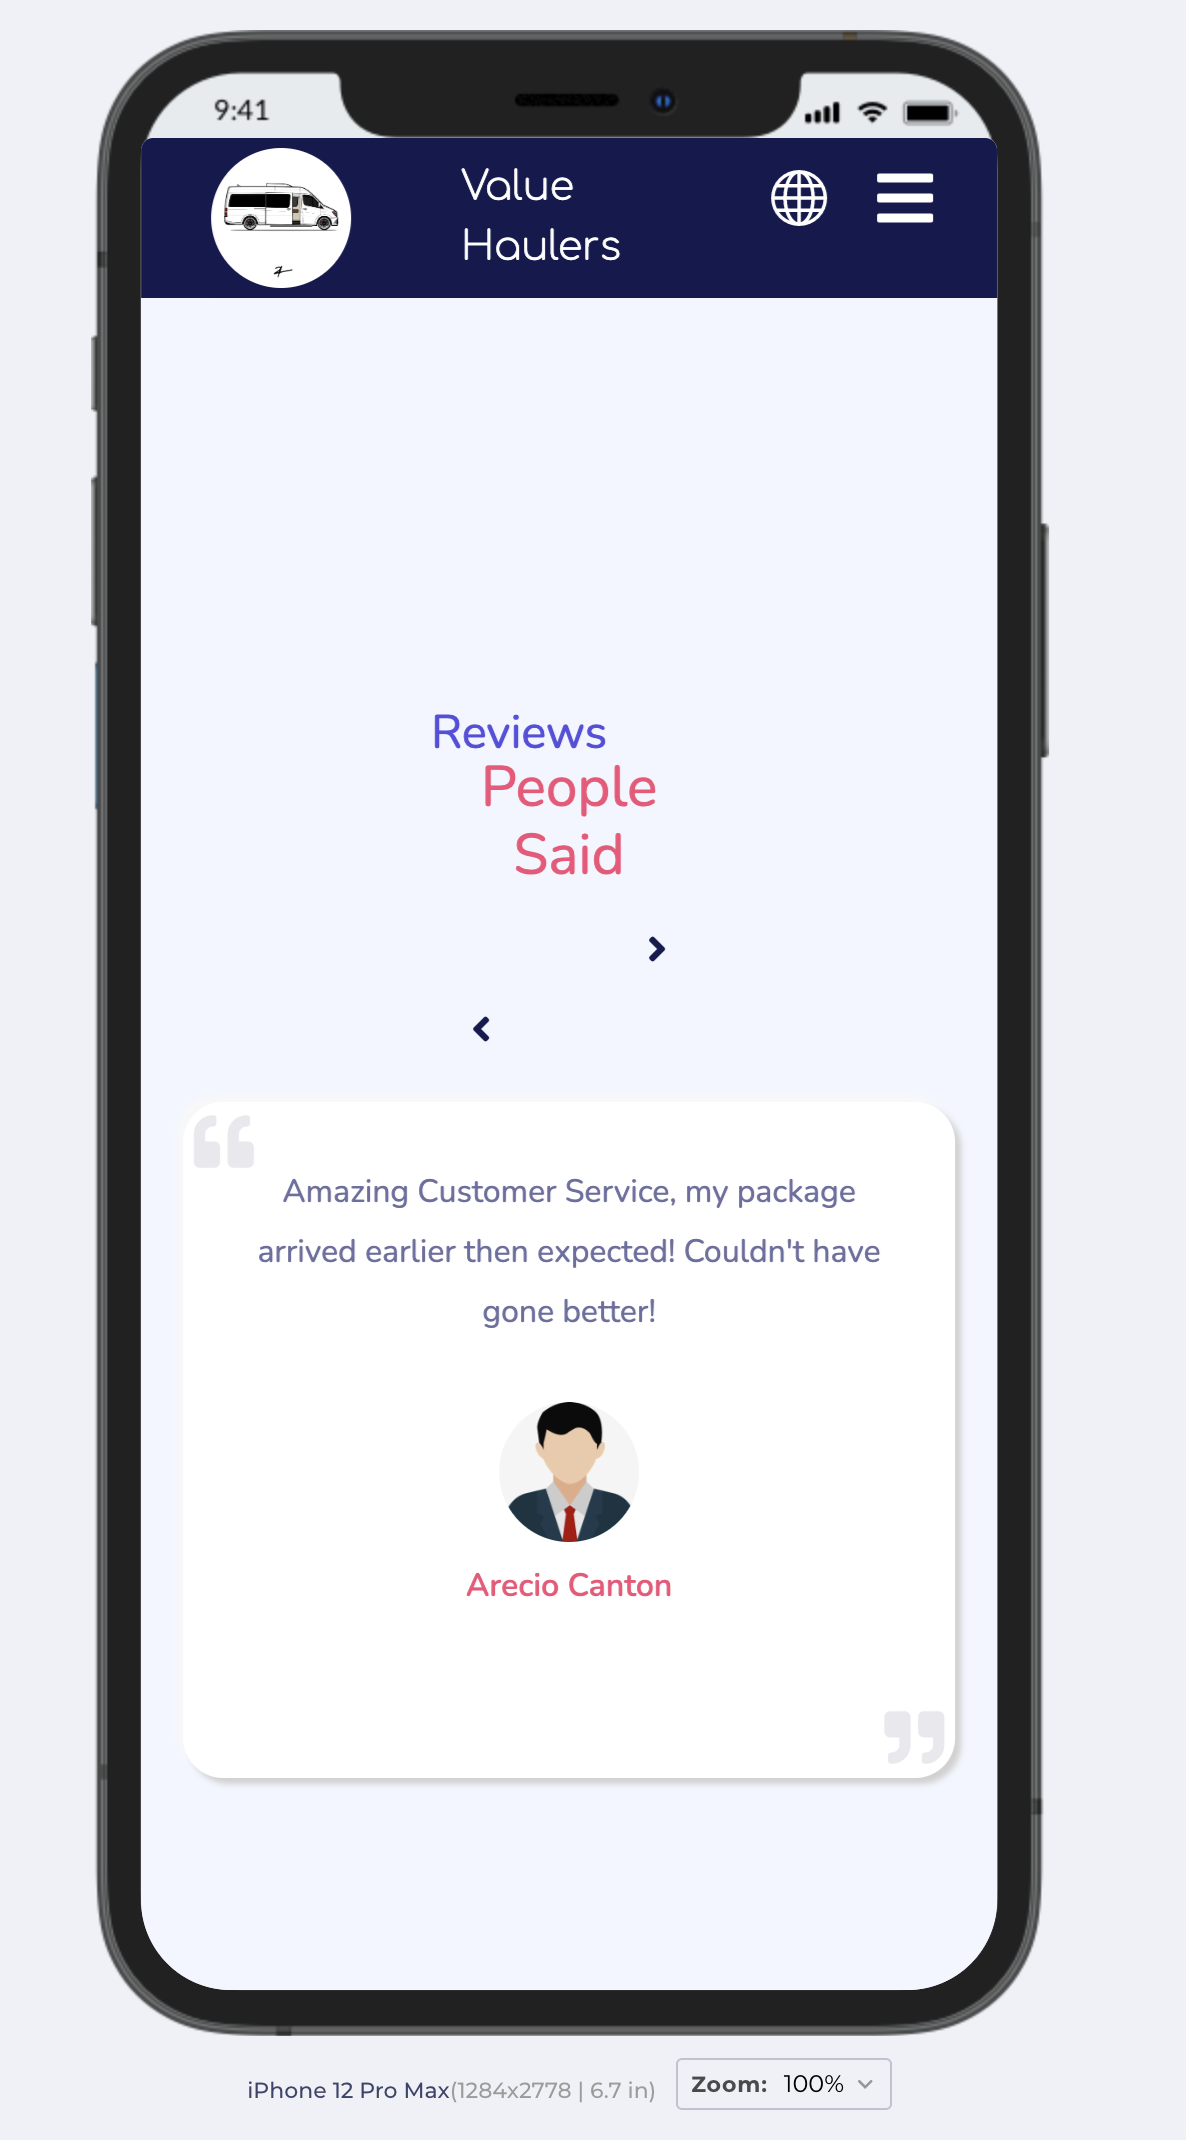 9:41
Value
Haulers
Reviews
People
Said
Amazing Customer Service, my package
arrived earlier then expected! Couldn't have
gone better!
Arecio Canton
iPhone 12 Pro Max(1284x2778 | 6.7 in)
Zoom: 100%